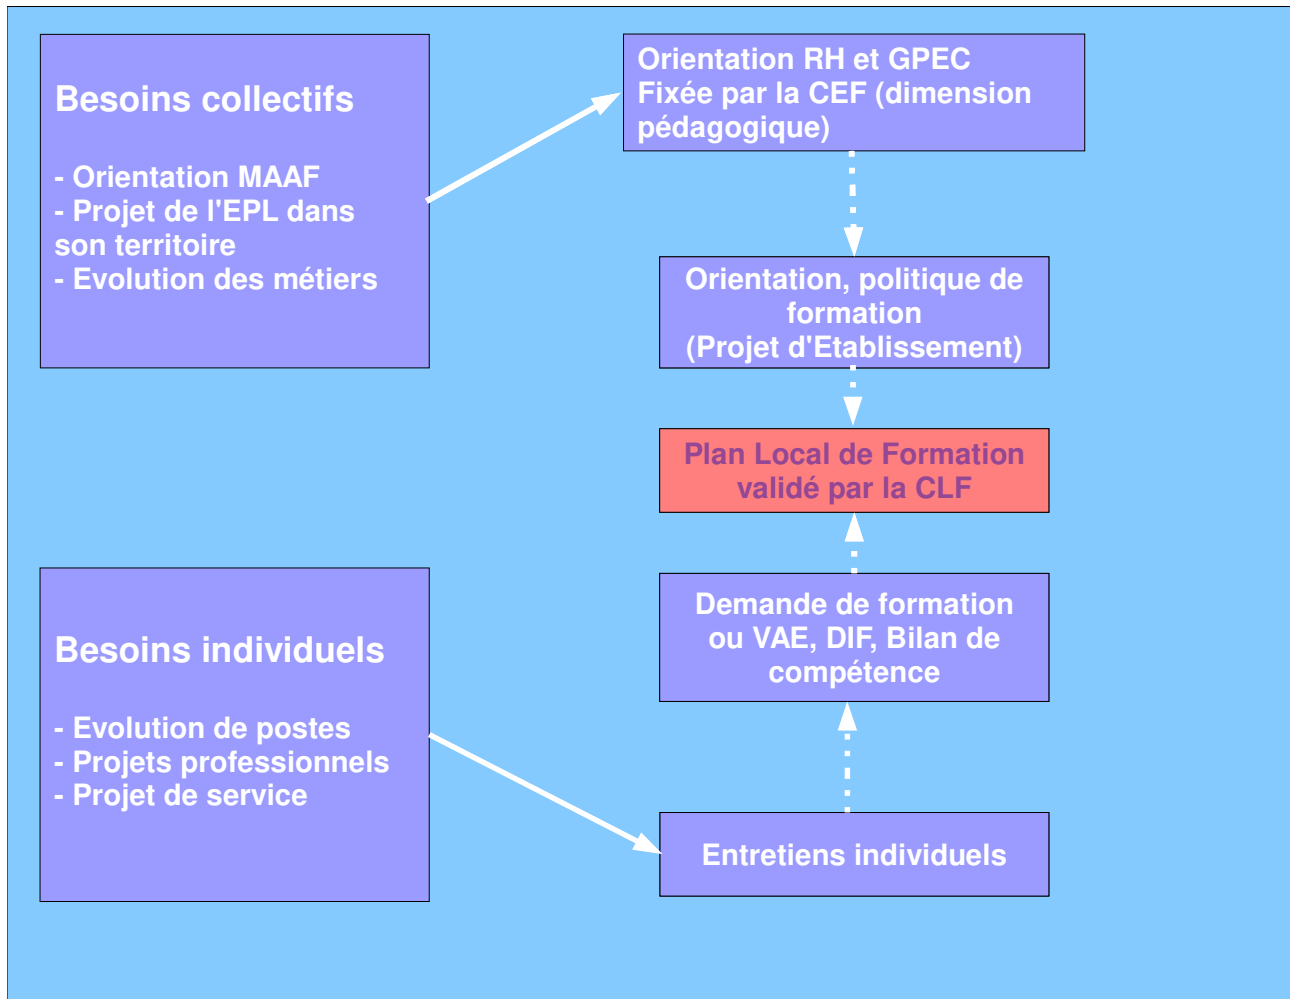 Besoins collectifs
- Orientation MAAF
- Projet de l'EPL dans
son territoire
- Evolution des métiers
Orientation RH et GPEC
Fixée par la CEF (dimension
pédagogique)
Orientation, politique de
formation
(Projet d'Etablissement)
Plan Local de Formation
validé par la CLF
Besoins individuels
- Evolution de postes
- Projets professionnels
- Projet de service
Demande de formation
ou VAE, DIF, Bilan de
compétence
Entretiens individuels